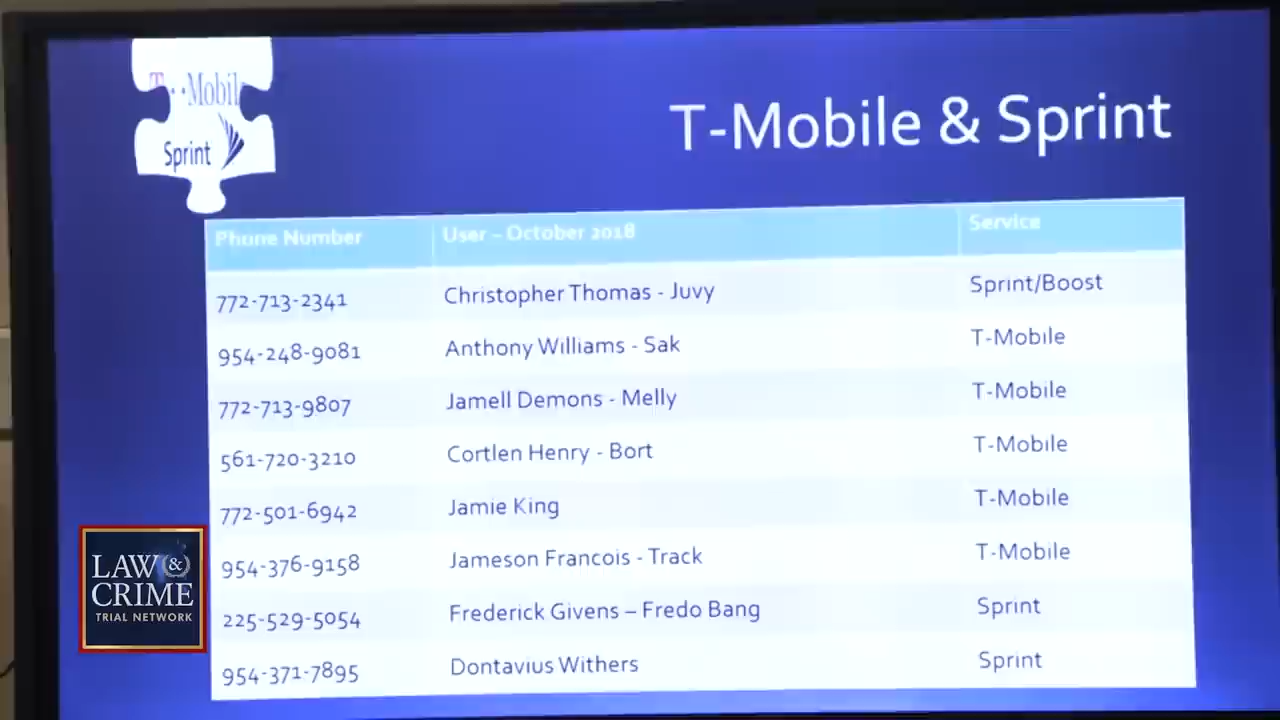 T··Mobil
Sprint
T-Mobile & Sprint
Phone Number User – October 2018 Service
772-713-2341 Christopher Thomas - Juvy Sprint/Boost
954-248-9081 Anthony Williams - Sak T-Mobile
772-713-9807 Jamell Demons - Melly T-Mobile
561-720-3210 Cortlen Henry - Bort T-Mobile
772-501-6942 Jamie King T-Mobile
954-376-9158 Jameson Francois - Track T-Mobile
225-529-5054 Frederick Givens – Fredo Bang Sprint
954-371-7895 Dontavius Withers Sprint
LAW &
CRIME
TRIAL NETWORK